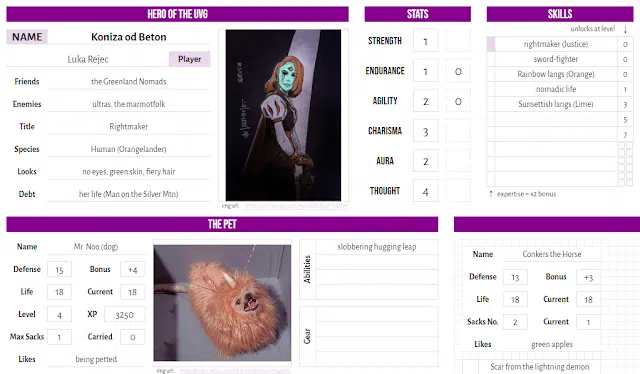 HERO OF THE UVG
NAME Koniza od Beton
Luka Rejec Player
Friends the Greenland Nomads
Enemies ultras, the marmotfolk
Title Rightmaker
Species Human (Orangelander)
Looks no eyes, green skin, fiery hair
Debt her life (Man on the Silver Mtn)
img url:
STATS
STRENGTH 1
ENDURANCE 1 0
AGILITY 2 0
CHARISMA 3
AURA 2
THOUGHT 4
SKILLS
unlocks at level ↓
rightmaker (Justice) 0
sword-fighter 0
Rainbow langs (Orange) 0
nomadic life 1
Sunsettish langs (Lime) 3
5
7
↑ expertise = x2 bonus
THE PET
Name Mr. Noo (dog)
Defense 15 Bonus +4
Life 18 Current 18
Level 4 XP 3250
Max Sacks 1 Carried 0
Likes being petted
img url:
Abilities
slobbering hugging leap
Gear
Name Conkers the Horse
Defense 13 Bonus +3
Life 18 Current 18
Sacks No. 2 Current 1
Likes green apples
Scar from the lightning demon